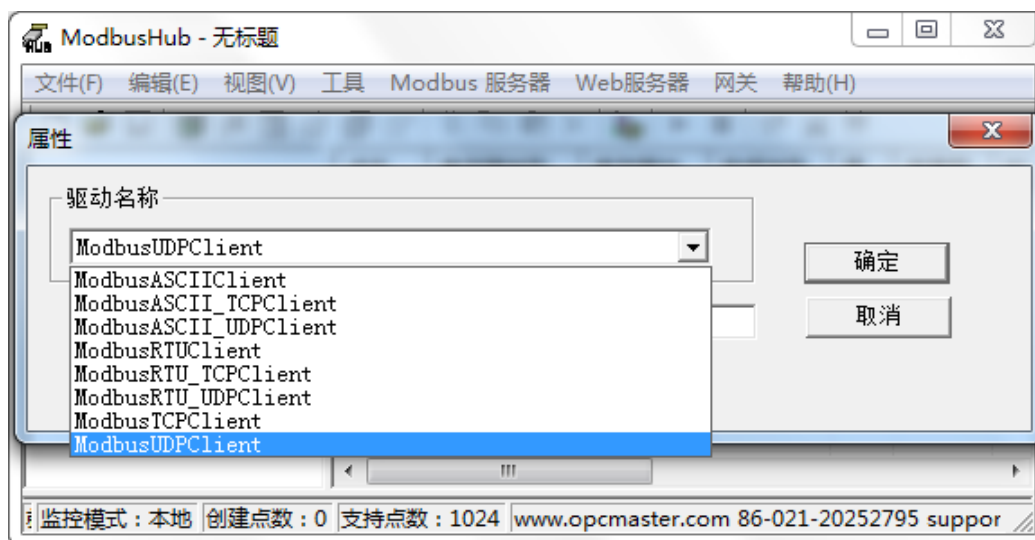 ModbusHub - 无标题
文件(F) 编辑(E) 视图(V) 工具 Modbus 服务器 Web服务器 网关 帮助(H)
属性
驱动名称
ModbusUDPClient
确定
取消
ModbusASCIIClient
ModbusASCII_TCPClient
ModbusASCII_UDPClient
ModbusRTUClient
ModbusRTU_TCPClient
ModbusRTU_UDPClient
ModbusTCPClient
ModbusUDPClient
监控模式：本地 创建点数：0 支持点数：1024 www.opcmaster.com 86-021-20252795 suppor